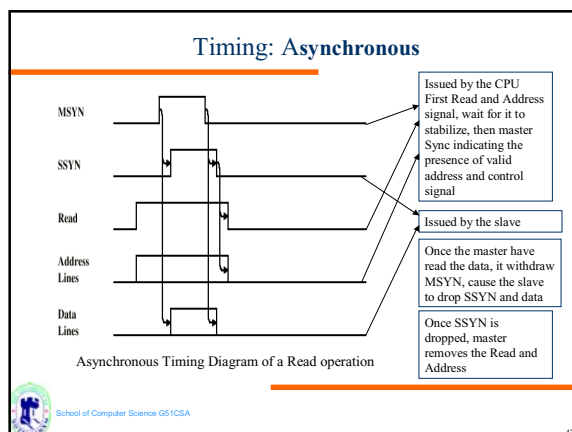 Timing: Asynchronous
MSYN
SSYN
Read
Address
Lines
Data
Lines
Asynchronous Timing Diagram of a Read operation
Issued by the CPU
First Read and Address
signal, wait for it to
stabilize, then master
Sync indicating the
presence of valid
address and control
signal
Issued by the slave
Once the master have
read the data, it withdraw
MSYN, cause the slave
to drop SSYN and data
Once SSYN is
dropped, master
removes the Read and
Address
School of Computer Science G51CSA